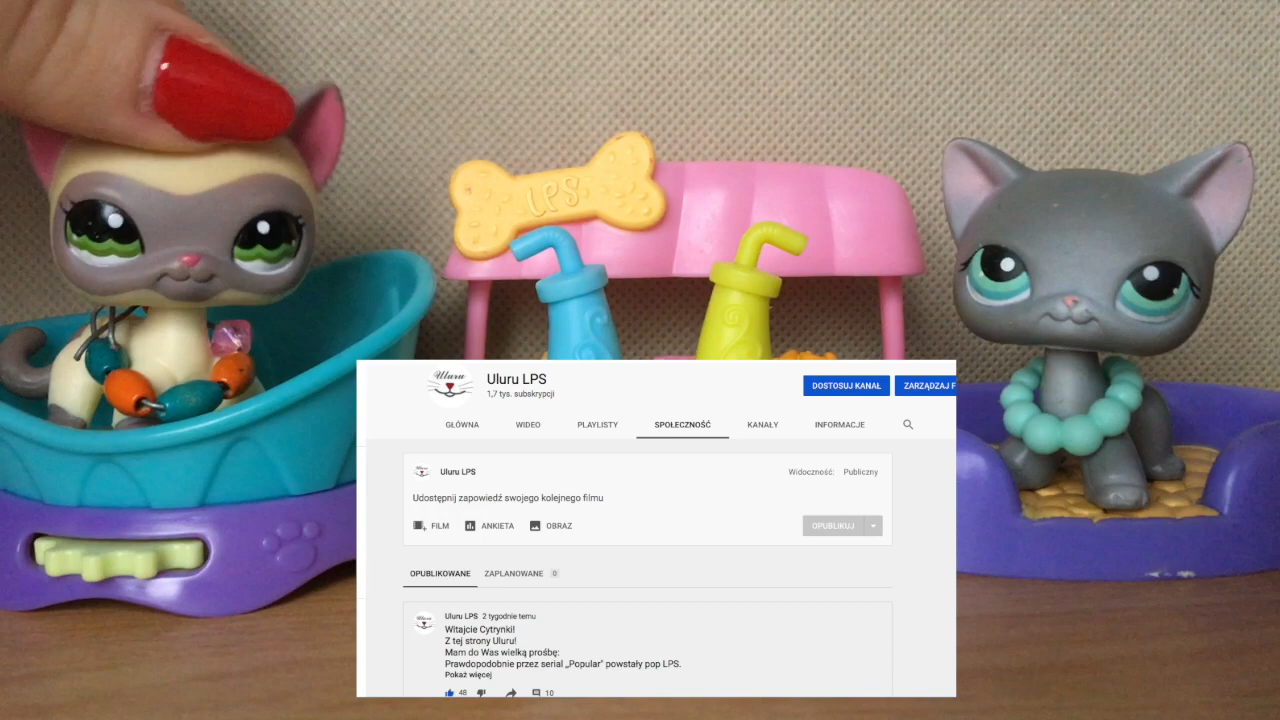 LPS
Uluru
Uluru LPS
1,7 tys. subskrypcji
DOSTOSUJ KANAŁ
ZARZĄDZAJ F
GŁÓWNA WIDEO PLAYLISTY SPOŁECZNOŚĆ KANAŁY INFORMACJE
Uluru LPS
Widoczność: Publiczny
Udostępnij zapowiedź swojego kolejnego filmu
FILM ANKIETA OBRAZ
OPUBLIKUJ
OPUBLIKOWANE ZAPLANOWANE 0
Uluru LPS 2 tygodnie temu
Witajcie Cytrynki!
Z tej strony Uluru!
Mam do Was wielką prośbę:
Prawdopodobnie przez serial „Popular" powstały pop LPS.
Pokaż więcej
48 10